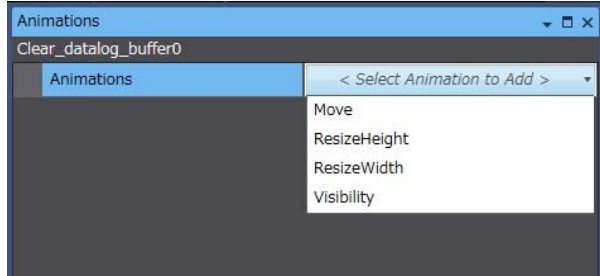 Animations
Clear_datalog_buffer0
Animations < Select Animation to Add >
Move
ResizeHeight
ResizeWidth
Visibility